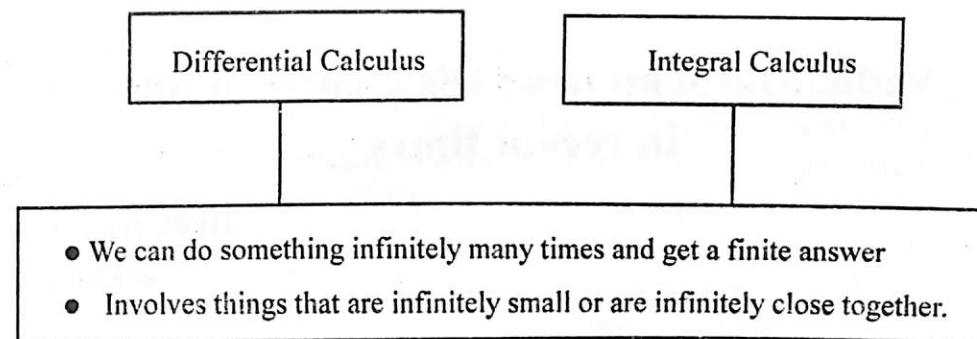 Differential Calculus
Integral Calculus
● We can do something infinitely many times and get a finite answer
● Involves things that are infinitely small or are infinitely close together.